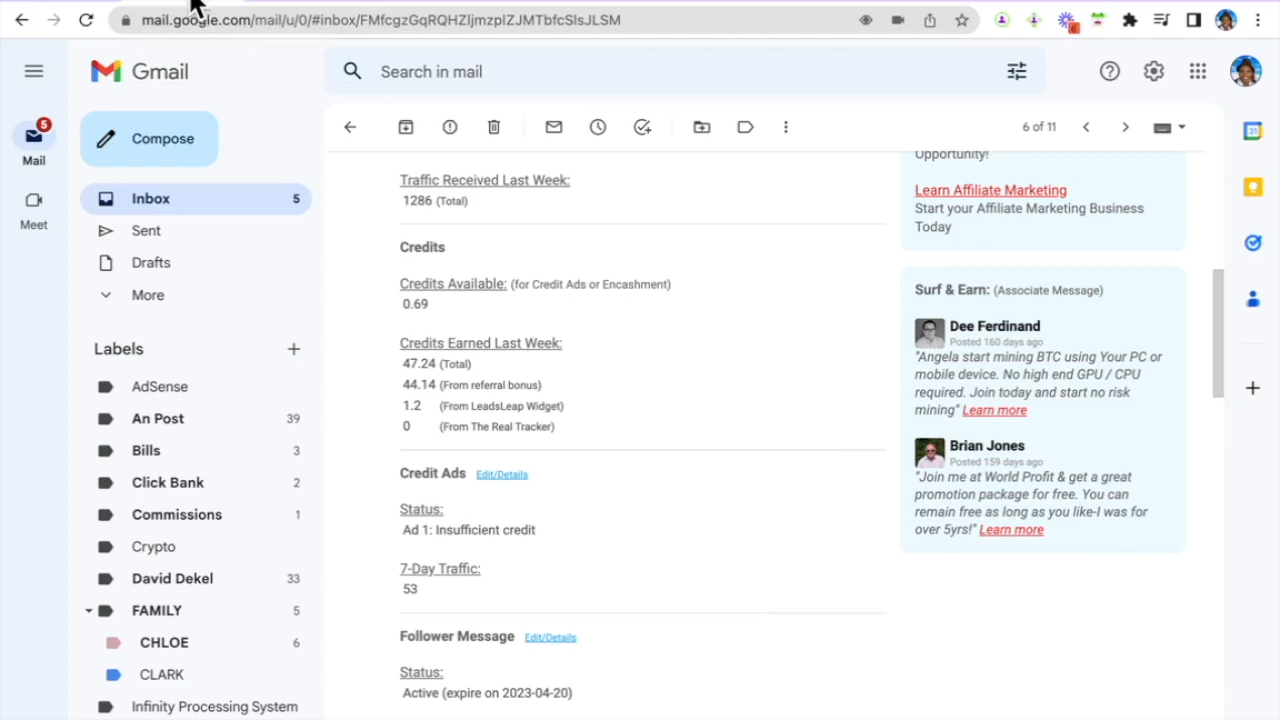 mail.google.com/mail/u/0/#inbox/FMfcgzGqRQHZljmzplZJMTbfcSlsJLSM
6
Gmail
Search in mail
5
Mail
Meet
Compose
Inbox 5
Sent
Drafts
More
Labels
AdSense
An Post 39
Bills 3
Click Bank 2
Commissions 1
Crypto
David Dekel 33
FAMILY 5
CHLOE 6
CLARK
Infinity Processing System
6 of 11
Traffic Received Last Week:
1286 (Total)
Credits
Credits Available: (for Credit Ads or Encashment)
0.69
Credits Earned Last Week:
47.24 (Total)
44.14 (From referral bonus)
1.2 (From LeadsLeap Widget)
0 (From The Real Tracker)
Credit Ads Edit/Details
Status:
Ad 1: Insufficient credit
7-Day Traffic:
53
Follower Message Edit/Details
Status:
Active (expire on 2023-04-20)
Opportunity!
Learn Affiliate Marketing
Start your Affiliate Marketing Business
Today
Surf & Earn: (Associate Message)
Dee Ferdinand
Posted 160 days ago
"Angela start mining BTC using Your PC or
mobile device. No high end GPU / CPU
required. Join today and start no risk
mining" Learn more
Brian Jones
Posted 159 days ago
"Join me at World Profit & get a great
promotion package for free. You can
remain free as long as you like-I was for
over 5yrs!" Learn more
31